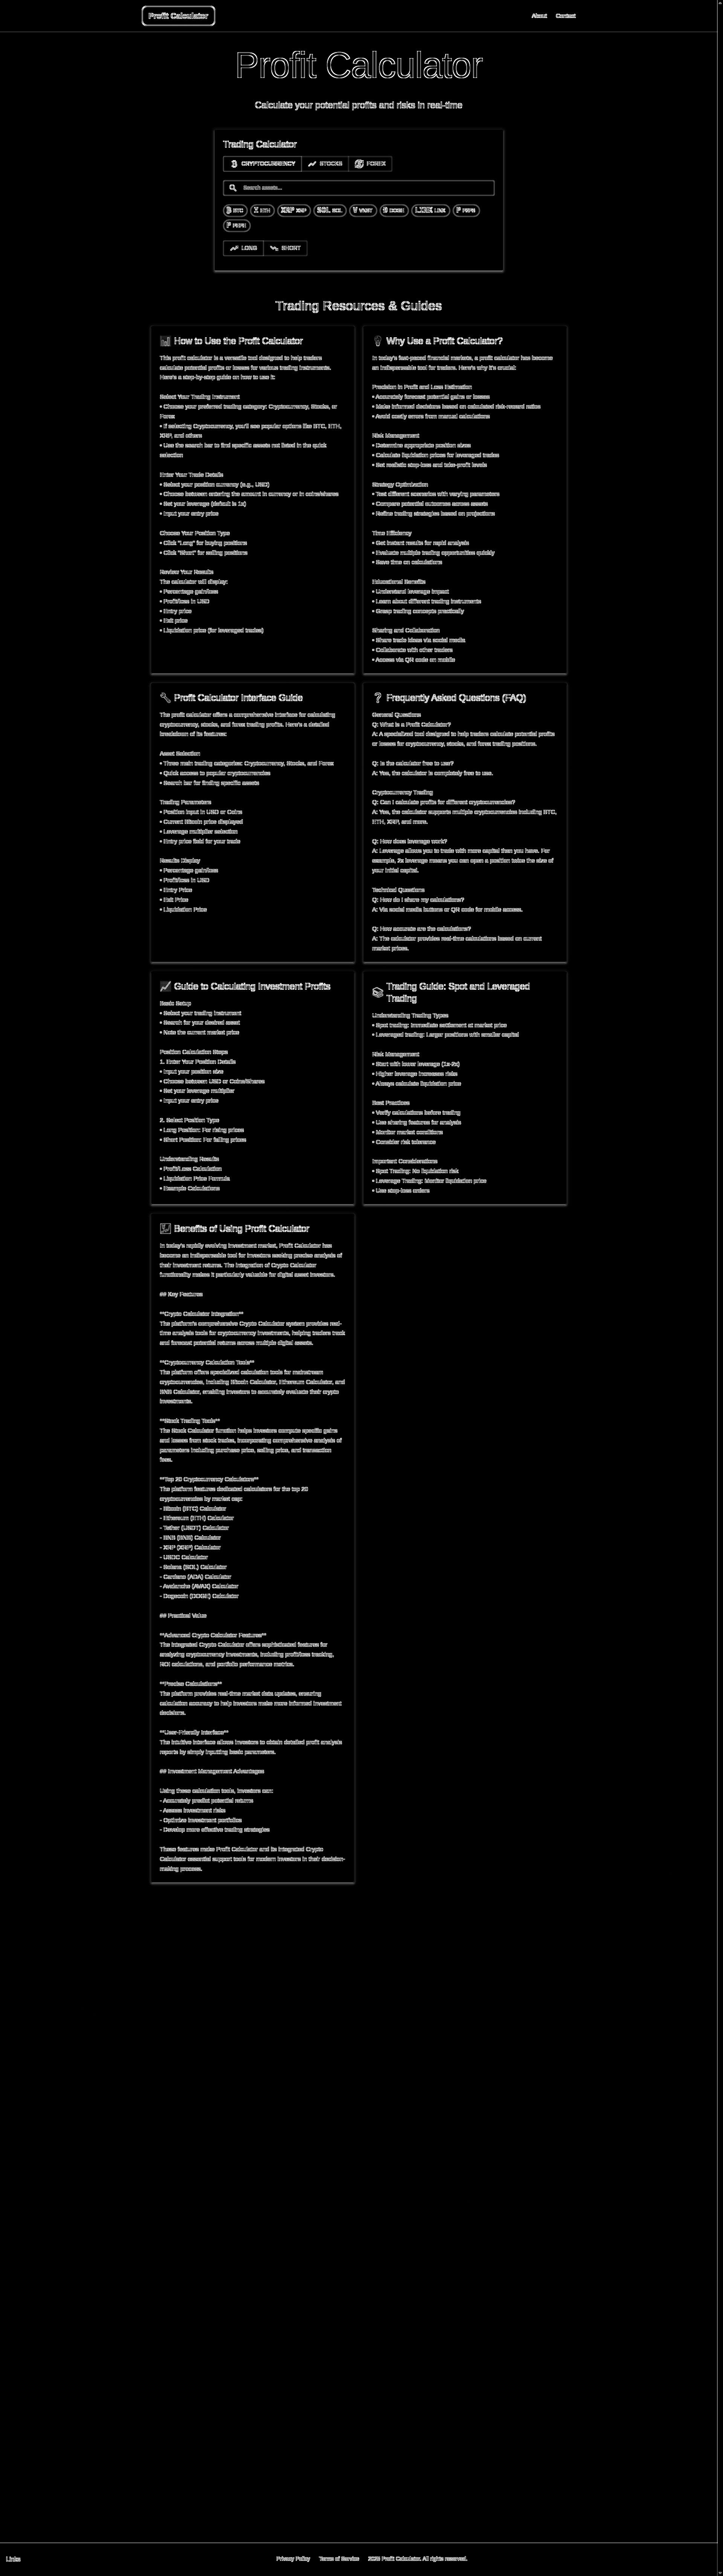 Profit Calculator
About
Contact
Profit Calculator
Calculate your potential profits and risks in real-time
Trading Calculator
CRYPTOCURRENCY
STOCKS
FOREX
Search assets...
BTC
ETH
XRP XRP
SOL SOL
DOGE
LINK LINK
P PEPE
LONG
SHORT
Trading Resources & Guides
How to Use the Profit Calculator
This profit calculator is a versatile tool designed to help traders
calculate potential profits or losses for various trading instruments.
Here's a step-by-step guide on how to use it:
Select Your Trading Instrument
• Choose your preferred trading category: Cryptocurrency, Stocks, or
Forex
• If selecting Cryptocurrency, you'll see popular options like BTC, ETH,
XRP, and others
• Use the search bar to find specific assets not listed in the quick
selection
Enter Your Trade Details
• Select your position currency (e.g., USD)
• Choose between entering the amount in currency or in coins/shares
• Set your leverage (default is 1x)
• Input your entry price
Choose Your Position Type
• Click "Long" for buying positions
• Click "Short" for selling positions
Review Your Results
The calculator will display:
• Percentage gain/loss
• Profit/loss in USD
• Entry price
• Exit price
• Liquidation price (for leveraged trades)
Why Use a Profit Calculator?
In today's fast-paced financial markets, a profit calculator has become
an indispensable tool for traders. Here's why it's crucial:
Precision in Profit and Loss Estimation
• Accurately forecast potential gains or losses
• Make informed decisions based on calculated risk-reward ratios
• Avoid costly errors from manual calculations
Risk Management
• Determine appropriate position sizes
• Calculate liquidation prices for leveraged trades
• Set realistic stop-loss and take-profit levels
Strategy Optimization
• Test different scenarios with varying parameters
• Compare potential outcomes across assets
• Refine trading strategies based on projections
Time Efficiency
• Get instant results for rapid analysis
• Evaluate multiple trading opportunities quickly
• Save time on calculations
Educational Benefits
• Understand leverage impact
• Learn about different trading instruments
• Grasp trading concepts practically
Sharing and Collaboration
• Share trade ideas via social media
• Collaborate with other traders
• Access via QR code on mobile
Profit Calculator Interface Guide
The profit calculator offers a comprehensive interface for calculating
cryptocurrency, stocks, and forex trading profits. Here's a detailed
breakdown of its features:
Asset Selection
• Three main trading categories: Cryptocurrency, Stocks, and Forex
• Quick access to popular cryptocurrencies
• Search bar for finding specific assets
Trading Parameters
• Position input in USD or Coins
• Current Bitcoin price displayed
• Leverage multiplier selection
• Entry price field for your trade
Results Display
• Percentage gain/loss
• Profit/loss in USD
• Entry Price
• Exit Price
• Liquidation Price
Frequently Asked Questions (FAQ)
General Questions
Q: What is a Profit Calculator?
A: A specialized tool designed to help traders calculate potential profits
or losses for cryptocurrency, stocks, and forex trading positions.
Q: Is the calculator free to use?
A: Yes, the calculator is completely free to use.
Cryptocurrency Trading
Q: Can I calculate profits for different cryptocurrencies?
A: Yes, the calculator supports multiple cryptocurrencies including BTC,
ETH, XRP, and more.
Q: How does leverage work?
A: Leverage allows you to trade with more capital than you have. For
example, 2x leverage means you can open a position twice the size of
your initial capital.
Technical Questions
Q: How do I share my calculations?
A: Via social media buttons or QR code for mobile access.
Q: How accurate are the calculations?
A: The calculator provides real-time calculations based on current
market prices.
Guide to Calculating Investment Profits
Basic Setup
• Select your trading instrument
• Search for your desired asset
• Note the current market price
Position Calculation Steps
1. Enter Your Position Details
• Input your position size
• Choose between USD or Coins/Shares
• Set your leverage multiplier
• Input your entry price
2. Select Position Type
• Long Position: For rising prices
• Short Position: For falling prices
Understanding Results
• Profit/Loss Calculation
• Liquidation Price Formula
• Example Calculations
Trading Guide: Spot and Leveraged
Trading
Understanding Trading Types
• Spot trading: Immediate settlement at market price
• Leveraged trading: Larger positions with smaller capital
Risk Management
• Start with lower leverage (1x-2x)
• Higher leverage increases risks
• Always calculate liquidation price
Best Practices
• Verify calculations before trading
• Use sharing features for analysis
• Monitor market conditions
• Consider risk tolerance
Important Considerations
• Spot Trading: No liquidation risk
• Leverage Trading: Monitor liquidation price
• Use stop-loss orders
Benefits of Using Profit Calculator
In today's rapidly evolving investment market, Profit Calculator has
become an indispensable tool for investors seeking precise analysis of
their investment returns. The integration of Crypto Calculator
functionality makes it particularly valuable for digital asset investors.
## Key Features
**Crypto Calculator Integration**
The platform's comprehensive Crypto Calculator system provides real-
time analysis tools for cryptocurrency investments, helping traders track
and forecast potential returns across multiple digital assets.
**Cryptocurrency Calculation Tools**
The platform offers specialized calculation tools for mainstream
cryptocurrencies, including Bitcoin Calculator, Ethereum Calculator, and
BNB Calculator, enabling investors to accurately evaluate their crypto
investments.
**Stock Trading Tools**
The Stock Calculator function helps investors compute specific gains
and losses from stock trades, incorporating comprehensive analysis of
parameters including purchase price, selling price, and transaction
fees.
**Top 20 Cryptocurrency Calculators**
The platform features dedicated calculators for the top 20
cryptocurrencies by market cap:
- Bitcoin (BTC) Calculator
- Ethereum (ETH) Calculator
- Tether (USDT) Calculator
- BNB (BNB) Calculator
- XRP (XRP) Calculator
- USDC Calculator
- Solana (SOL) Calculator
- Cardano (ADA) Calculator
- Avalanche (AVAX) Calculator
- Dogecoin (DOGE) Calculator
## Practical Value
**Advanced Crypto Calculator Features**
The integrated Crypto Calculator offers sophisticated features for
analyzing cryptocurrency investments, including profit/loss tracking,
ROI calculations, and portfolio performance metrics.
**Precise Calculations**
The platform provides real-time market data updates, ensuring
calculation accuracy to help investors make more informed investment
decisions.
**User-Friendly Interface**
The intuitive interface allows investors to obtain detailed profit analysis
reports by simply inputting basic parameters.
## Investment Management Advantages
Using these calculation tools, investors can:
- Accurately predict potential returns
- Assess investment risks
- Optimize investment portfolios
- Develop more effective trading strategies
These features make Profit Calculator and its integrated Crypto
Calculator essential support tools for modern investors in their decision-
making process.
Links
Privacy Policy
Terms of Service
Profit Calculator. All rights reserved.